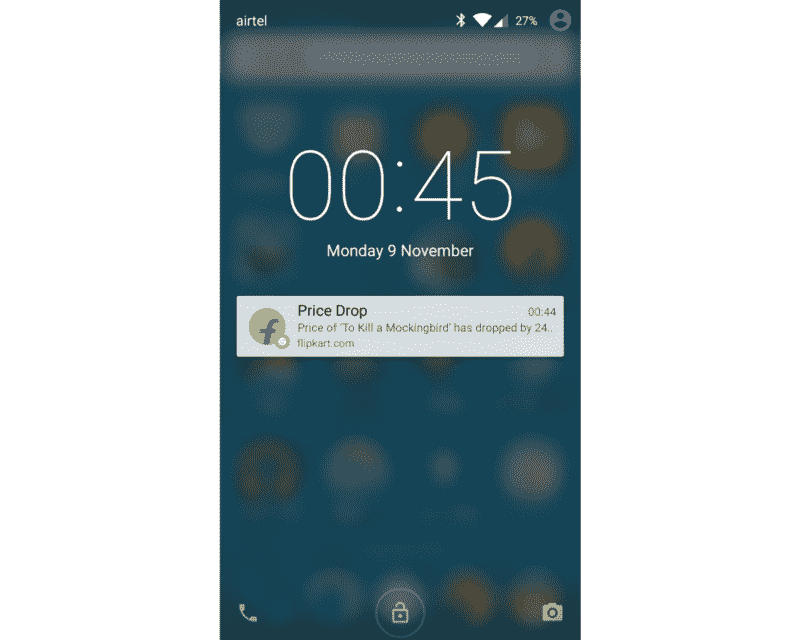 airtel 27%
00:45
Monday 9 November
Price Drop 00:44
Price of 'To Kill a Mockingbird' has dropped by 24..
flipkart.com